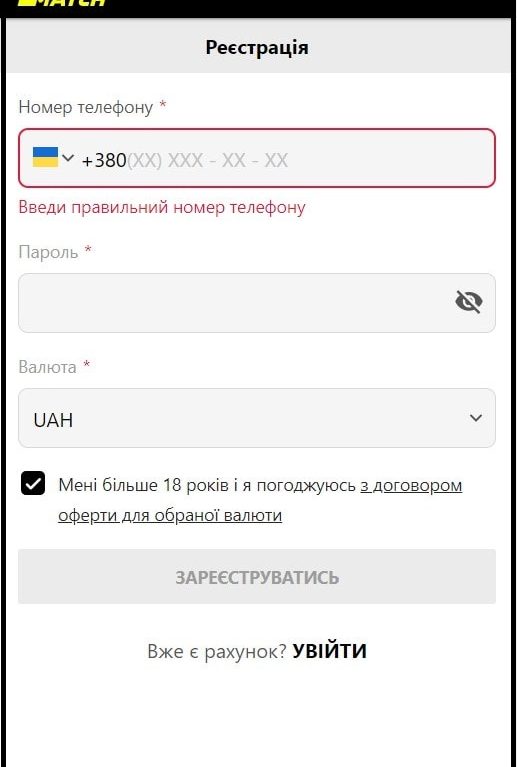 MATCH
Реєстрація
Номер телефону *
+380(XX) XXX - XX - XX
Введи правильний номер телефону
Пароль *
Валюта *
UAH
Мені більше 18 років і я погоджуюсь з договором
оферти для обраної валюти
ЗАРЕЄСТРУВАТИСЬ
Вже є рахунок? УВІЙТИ